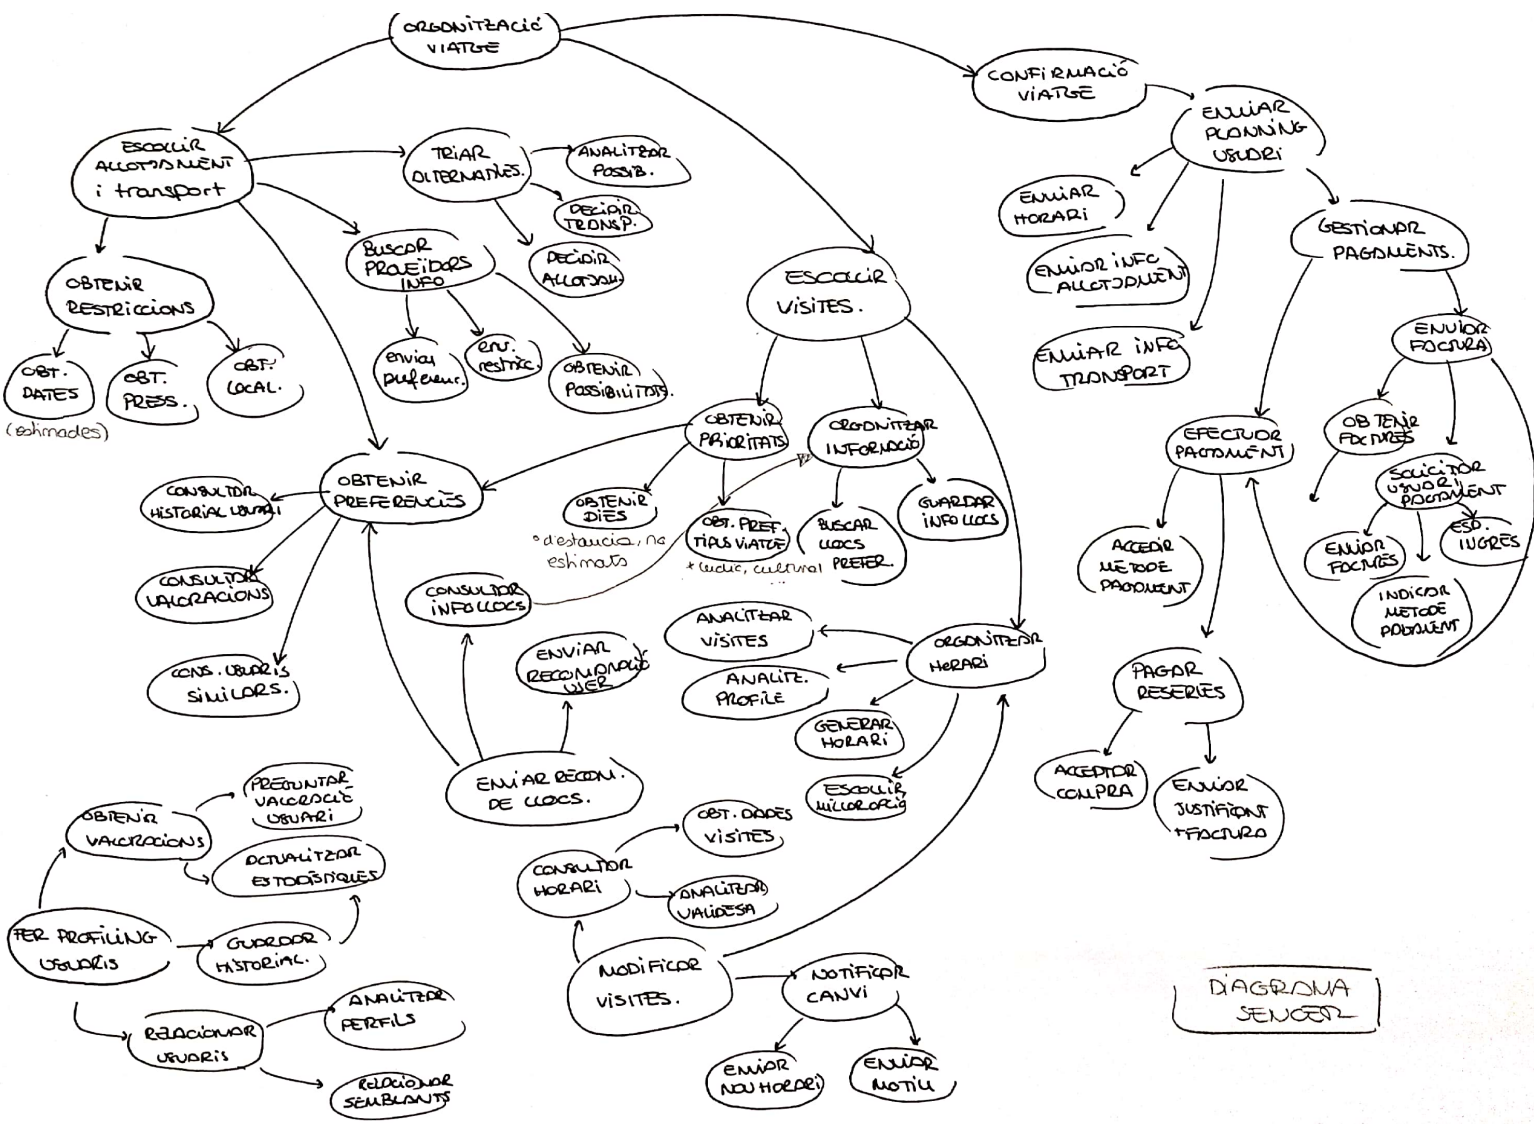 ORGANITZACIÓ
VIATGE
CONFIRMACIÓ
VIATGE
ENVIAR
PLANNING
USUARI
ESCOLLIR
ALLOTJAMENT
i transport
TRIAR
ALTERNATIVES.
ANALITZAR
POSSIB.
DECIDIR
TRANSP.
DECIDIR
ALLOTJAM.
ENVIAR
HORARI
GESTIONAR
PAGAMENTS.
BUSCAR
PROVEÏDORS
INFO
ENVIAR INFO
ALLOTJAMENT
OBTENIR
RESTRICCIONS
ESCOLLIR
VISITES.
ENVIAR
FACTURA
ENVIAR INFO
TRANSPORT
OBT.
DATES
(estimades)
OBT.
PRESS.
OBT.
LOCAL.
enviar
preferenc.
env.
restricc.
OBTENIR
POSSIBILITATS.
OBTENIR
PRIORITATS
ORGANITZAR
INFORMACIÓ
EFECTUAR
PAGAMENT
OBTENIR
FACTURES
SOLICITAR
USUARI
PAGAMENT
OBTENIR
PREFERENCIES
CONSULTAR
HISTORIAL USUARI
OBTENIR
DIES
*d'estancia, no
estimats
OBT. PREF.
TIPUS VIATGE
*ludic, cultural
...
BUSCAR
LLOCS
PREFER.
GUARDAR
INFO LLOCS
ACCEDIR
METODE
PAGAMENT
ENVIAR
FACTURES
INGRÉS
INDICAR
METODE
PAGAMENT
CONSULTAR
VALORACIONS
CONSULTAR
INFO LLOCS
ANALITZAR
VISITES
ORGANITZAR
HORARI
ENVIAR
RECOMANACIÓ
USER
CONS. USUARIS
SIMILARS.
ANALITZ.
PROFILE
PAGAR
RESERVES
GENERAR
HORARI
ENVIAR RECOM.
DE LLOCS.
ESCOLLIR
MILLOR OPCIÓ
ACCEPTAR
COMPRA
ENVIAR
JUSTIFICANT
+FACTURA
PREGUNTAR
VALORACIÓ
USUARI
OBTENIR
VALORACIONS
ACTUALITZAR
ESTADÍSTIQUES
OBT. DADES
VISITES
CONSULTAR
HORARI
ANALITZAR
VALIDESA
FER PROFILING
USUARIS
GUARDAR
HISTORIAL.
MODIFICAR
VISITES.
NOTIFICAR
CANVI
DIAGRAMA
SENCER
RELACIONAR
USUARIS
ANALITZAR
PERFILS
RELACIONAR
SEMBLANTS
ENVIAR
NOU HORARI
ENVIAR
MOTIU